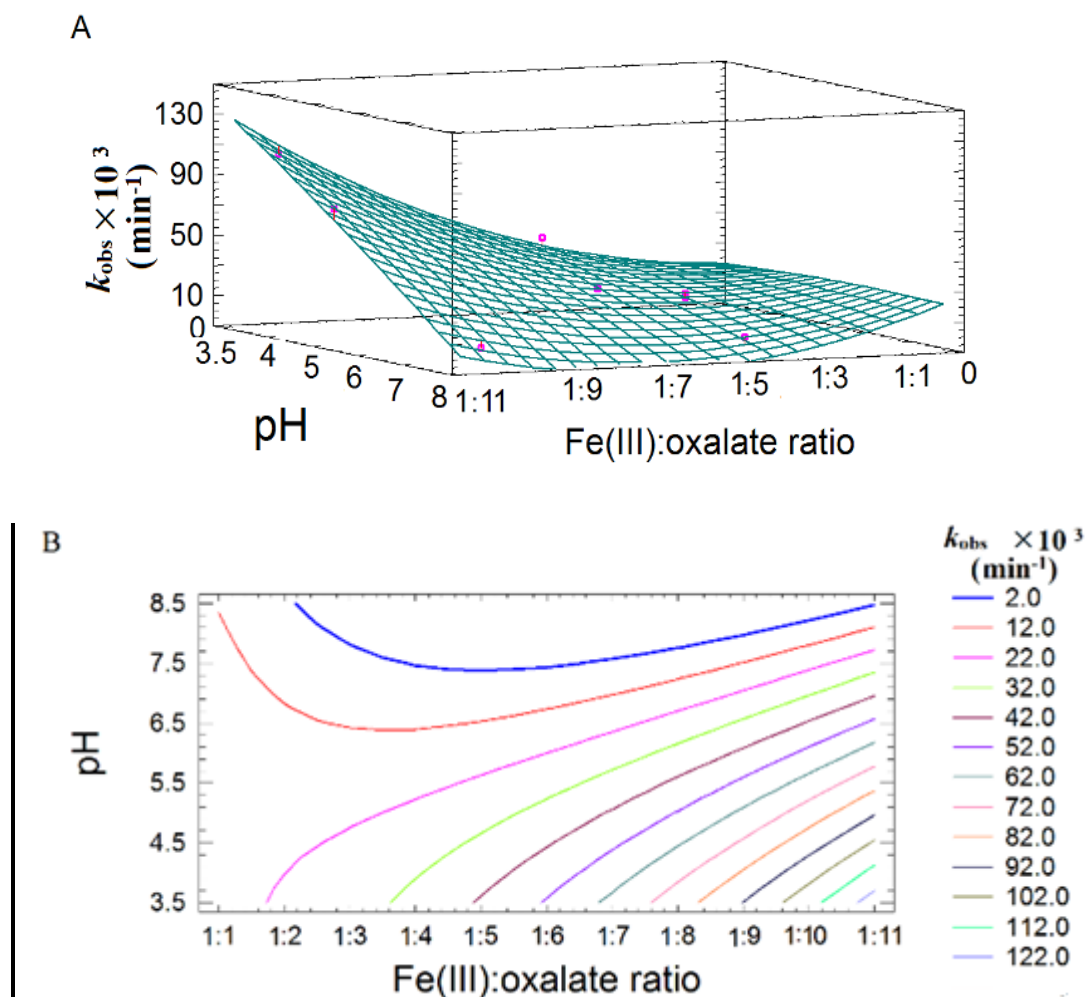 A
130
90
50
10
0
kobs × 10 3
(min-1)
3.5 4 5 6 7 8
pH
1:11 1:9 1:7 1:5 1:3 1:1 0
Fe(III):oxalate ratio
B
kobs ×10 3
(min-1)
2.0
12.0
22.0
32.0
42.0
52.0
62.0
72.0
82.0
92.0
102.0
112.0
122.0
8.5
7.5
6.5
5.5
4.5
3.5
pH
1:1 1:2 1:3 1:4 1:5 1:6 1:7 1:8 1:9 1:10 1:11
Fe(III):oxalate ratio